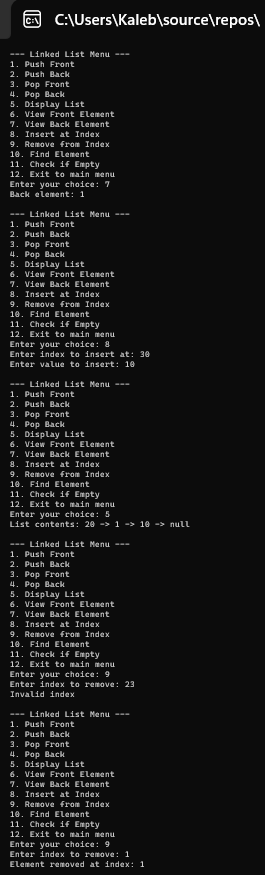 C:\Users\Kaleb\source\repos\
--- Linked List Menu ---
1. Push Front
2. Push Back
3. Pop Front
4. Pop Back
5. Display List
6. View Front Element
7. View Back Element
8. Insert at Index
9. Remove from Index
10. Find Element
11. Check if Empty
12. Exit to main menu
Enter your choice: 7
Back element: 1
--- Linked List Menu ---
1. Push Front
2. Push Back
3. Pop Front
4. Pop Back
5. Display List
6. View Front Element
7. View Back Element
8. Insert at Index
9. Remove from Index
10. Find Element
11. Check if Empty
12. Exit to main menu
Enter your choice: 8
Enter index to insert at: 30
Enter value to insert: 10
--- Linked List Menu ---
1. Push Front
2. Push Back
3. Pop Front
4. Pop Back
5. Display List
6. View Front Element
7. View Back Element
8. Insert at Index
9. Remove from Index
10. Find Element
11. Check if Empty
12. Exit to main menu
Enter your choice: 5
List contents: 20 -> 1 -> 10 -> null
--- Linked List Menu ---
1. Push Front
2. Push Back
3. Pop Front
4. Pop Back
5. Display List
6. View Front Element
7. View Back Element
8. Insert at Index
9. Remove from Index
10. Find Element
11. Check if Empty
12. Exit to main menu
Enter your choice: 9
Enter index to remove: 23
Invalid index
--- Linked List Menu ---
1. Push Front
2. Push Back
3. Pop Front
4. Pop Back
5. Display List
6. View Front Element
7. View Back Element
8. Insert at Index
9. Remove from Index
10. Find Element
11. Check if Empty
12. Exit to main menu
Enter your choice: 9
Enter index to remove: 1
Element removed at index: 1